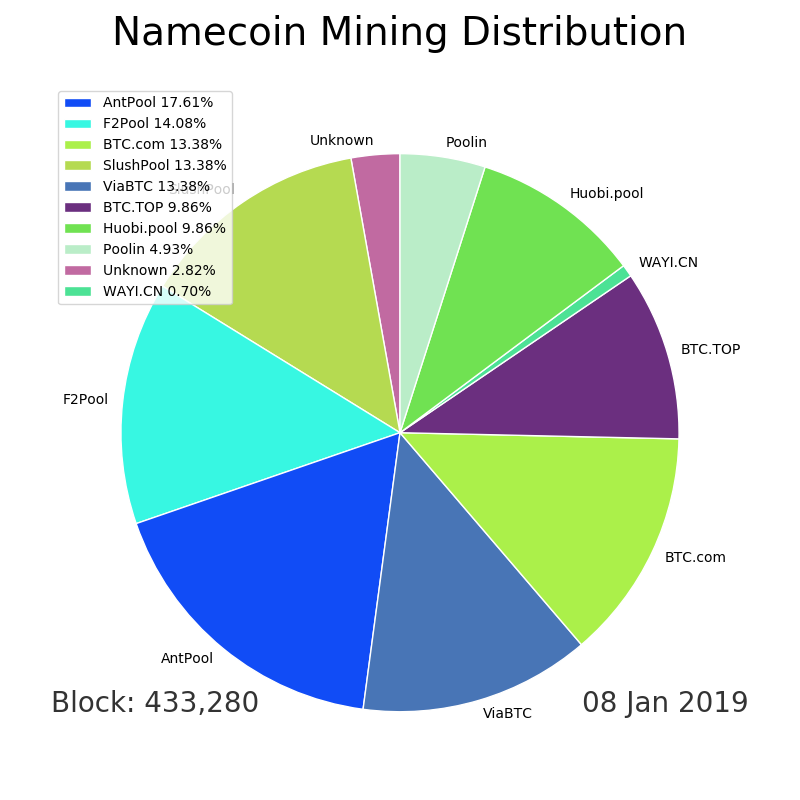 Namecoin Mining Distribution
AntPool 17.61%
F2Pool 14.08%
BTC.com 13.38%
SlushPool 13.38%
ViaBTC 13.38%
BTC.TOP 9.86%
Huobi.pool 9.86%
Poolin 4.93%
Unknown 2.82%
WAYI.CN 0.70%
Unknown
Poolin
SlushPool
Huobi.pool
WAYI.CN
BTC.TOP
F2Pool
BTC.com
AntPool
ViaBTC
Block: 433,280
08 Jan 2019